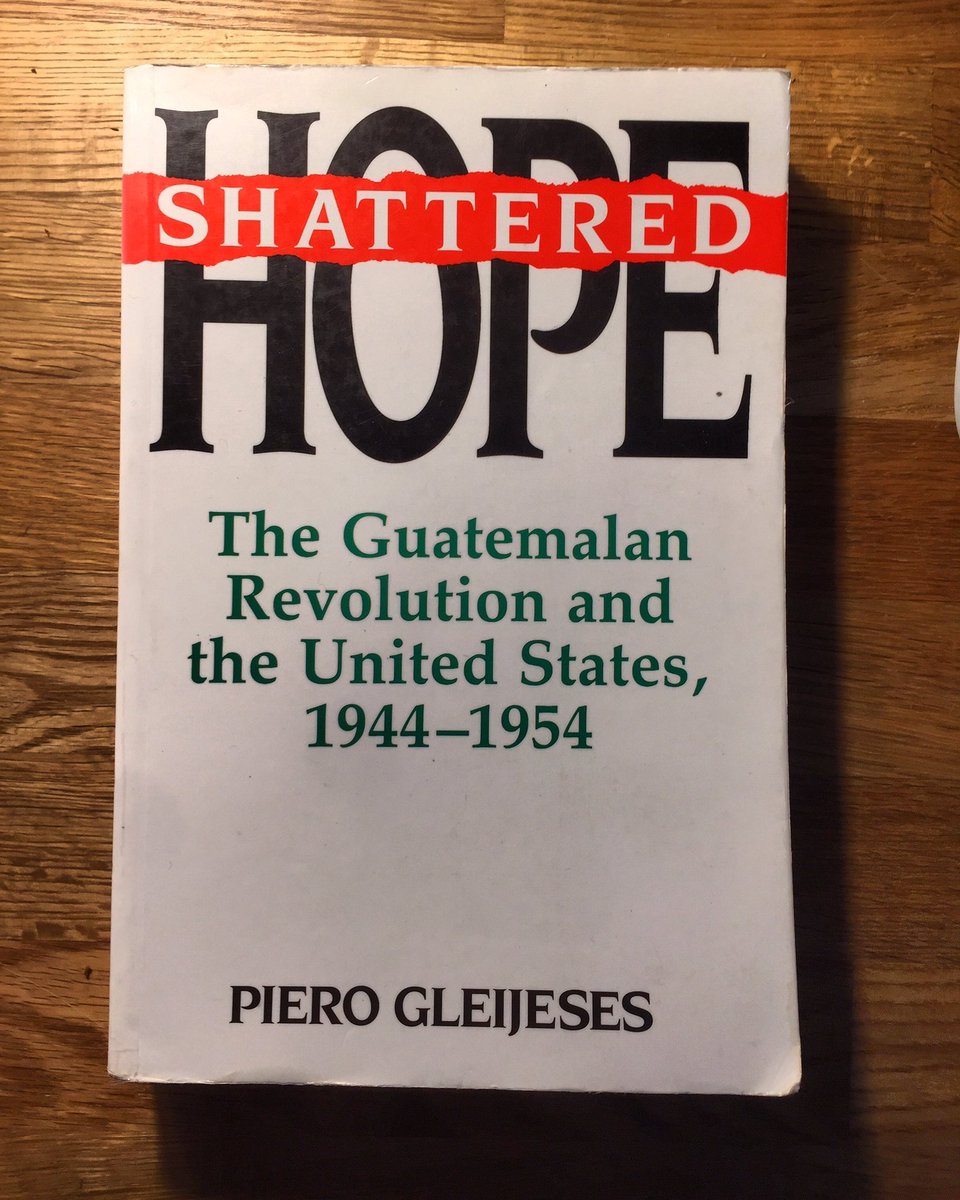 SHATTERED
HOPE
The Guatemalan
Revolution and
the United States,
1944–1954
PIERO GLEIJESES